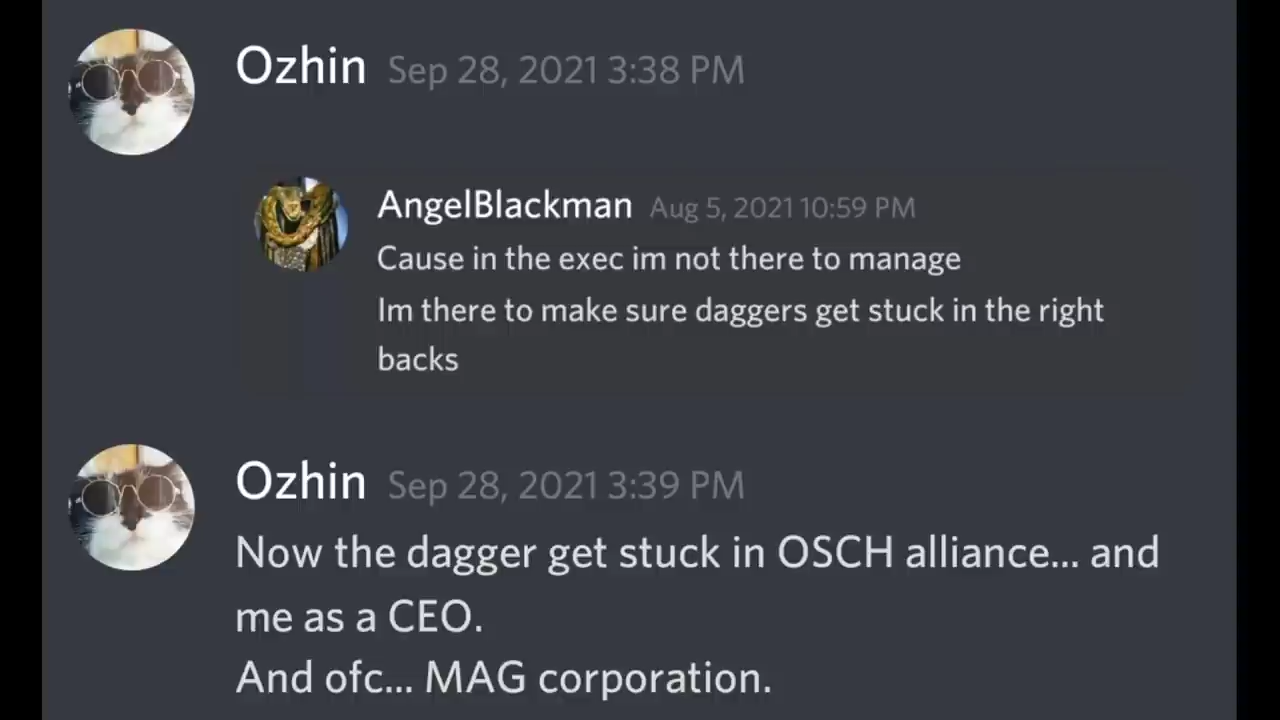 Ozhin Sep 28, 2021 3:38 PM
AngelBlackman Aug 5, 2021 10:59 PM
Cause in the exec im not there to manage
Im there to make sure daggers get stuck in the right
backs
Ozhin Sep 28, 2021 3:39 PM
Now the dagger get stuck in OSCH alliance... and
me as a CEO.
And ofc... MAG corporation.